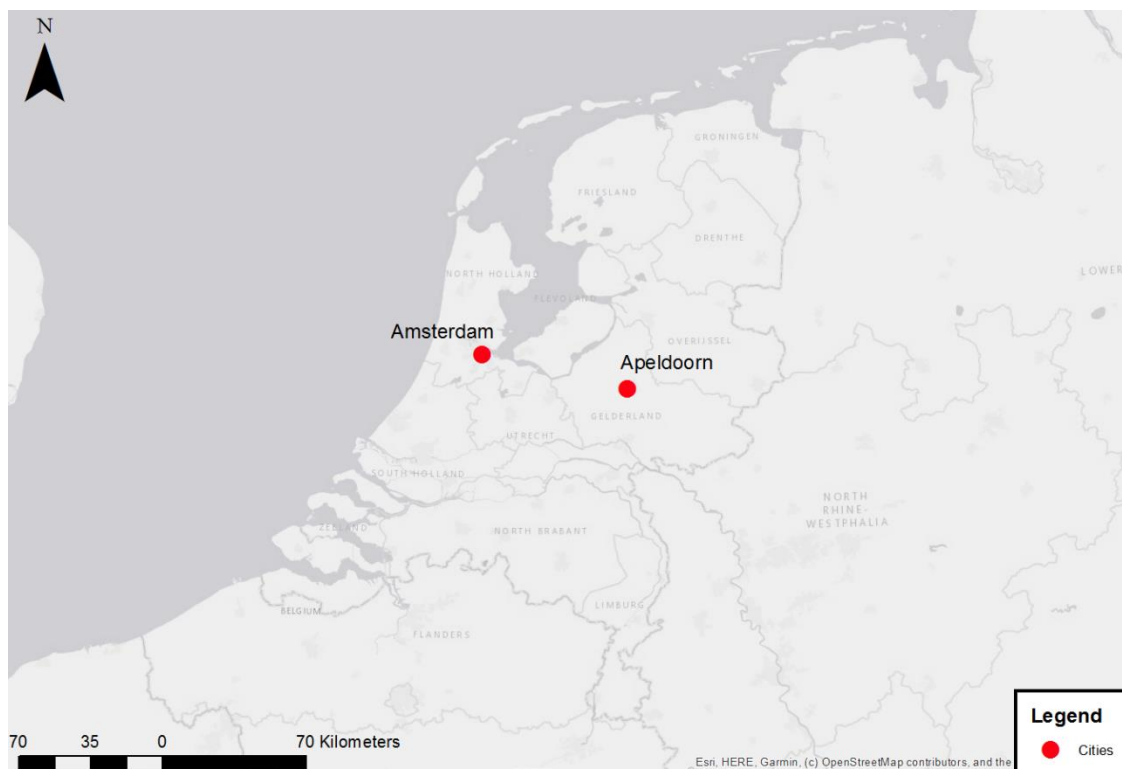 N
GRONINGEN
FRIESLAND
DRENTHE
NORTH HOLLAND
LOWER
FLEVOLAND
Amsterdam
OVERIJSSEL
Apeldoorn
GELDERLAND
UTRECHT
SOUTH HOLLAND
NORTH
RHINE-
WESTPHALIA
ZEELAND
NORTH BRABANT
LIMBURG
BELGIUM
FLANDERS
70 35 0 70 Kilometers
Legend
Cities
Esri, HERE, Garmin, (c) OpenStreetMap contributors, and the